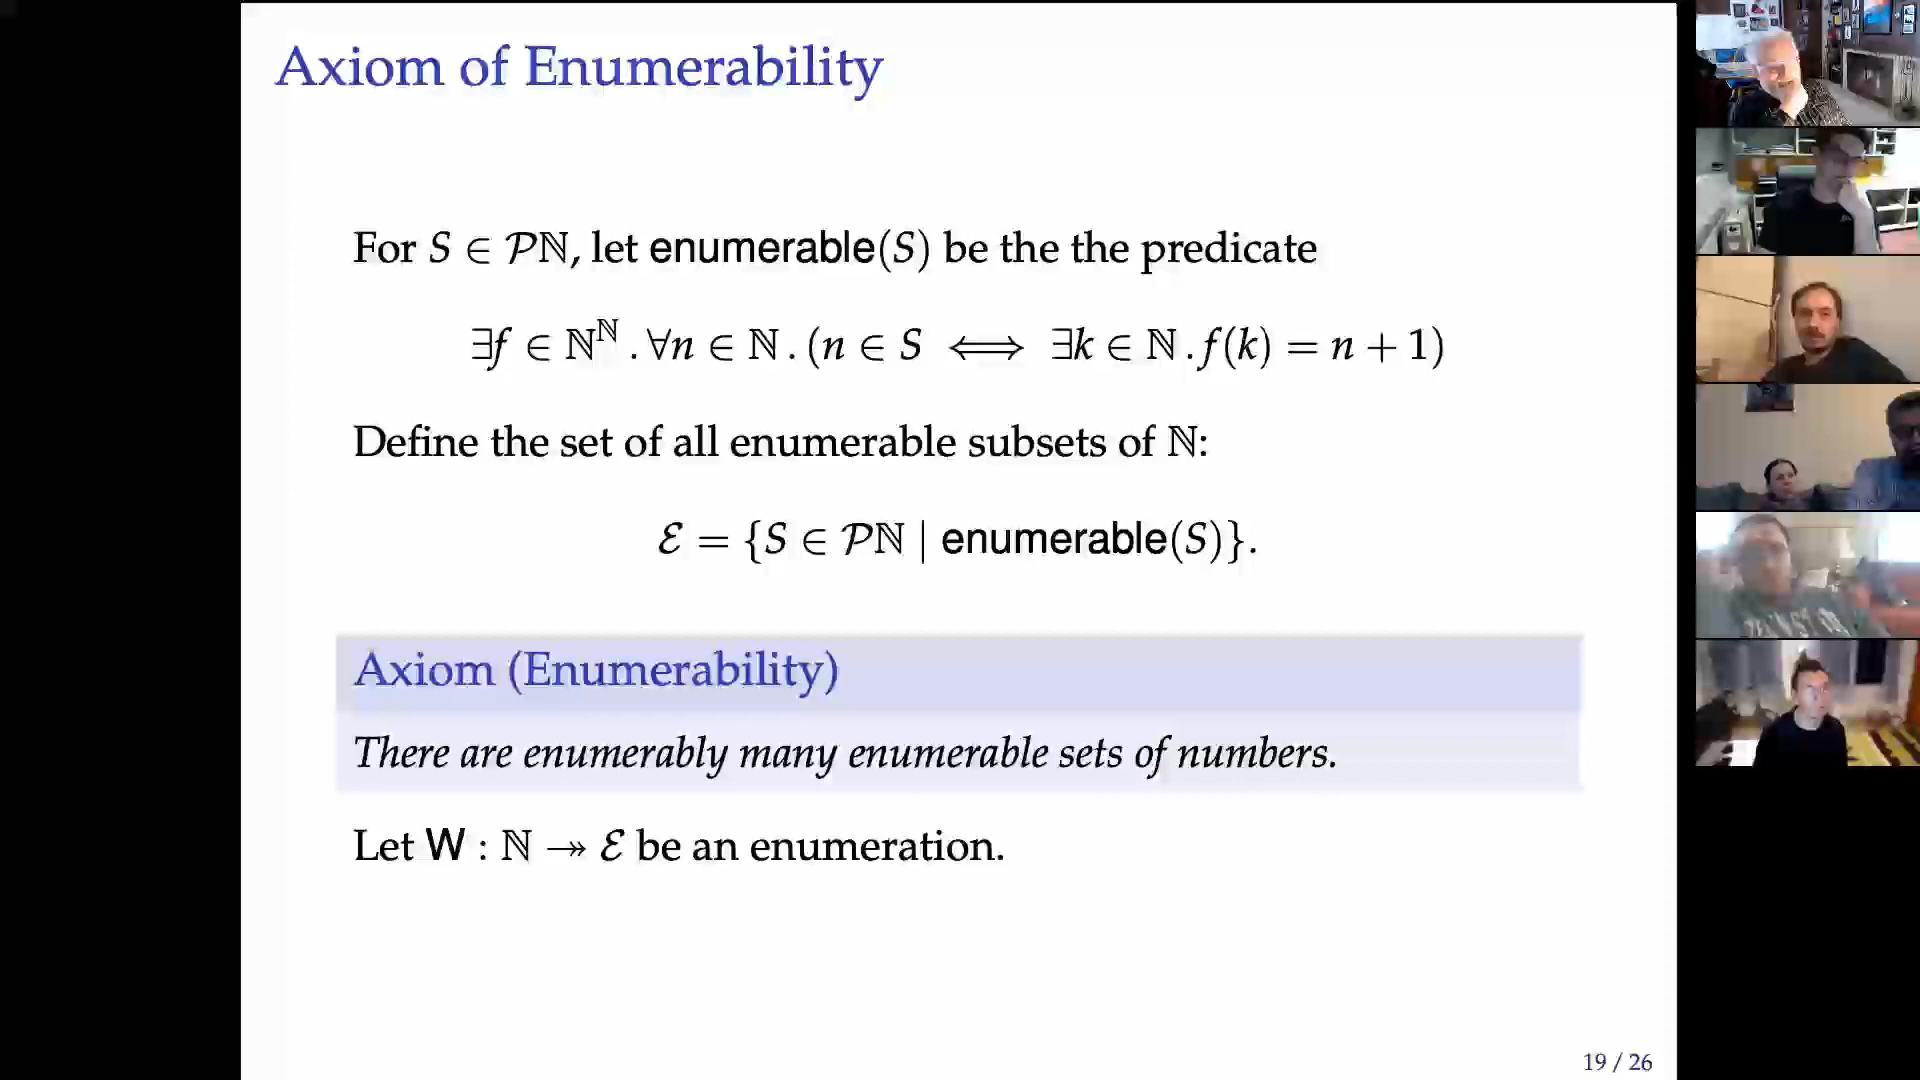 Axiom of Enumerability
For S ∈ 𝒫ℕ, let enumerable(S) be the the predicate
∃f ∈ ℕ^ℕ . ∀n ∈ ℕ . (n ∈ S ⟺ ∃k ∈ ℕ . f(k) = n + 1)
Define the set of all enumerable subsets of ℕ:
ℰ = {S ∈ 𝒫ℕ | enumerable(S)}.
Axiom (Enumerability)
There are enumerably many enumerable sets of numbers.
Let W : ℕ ↠ ℰ be an enumeration.
19 / 26